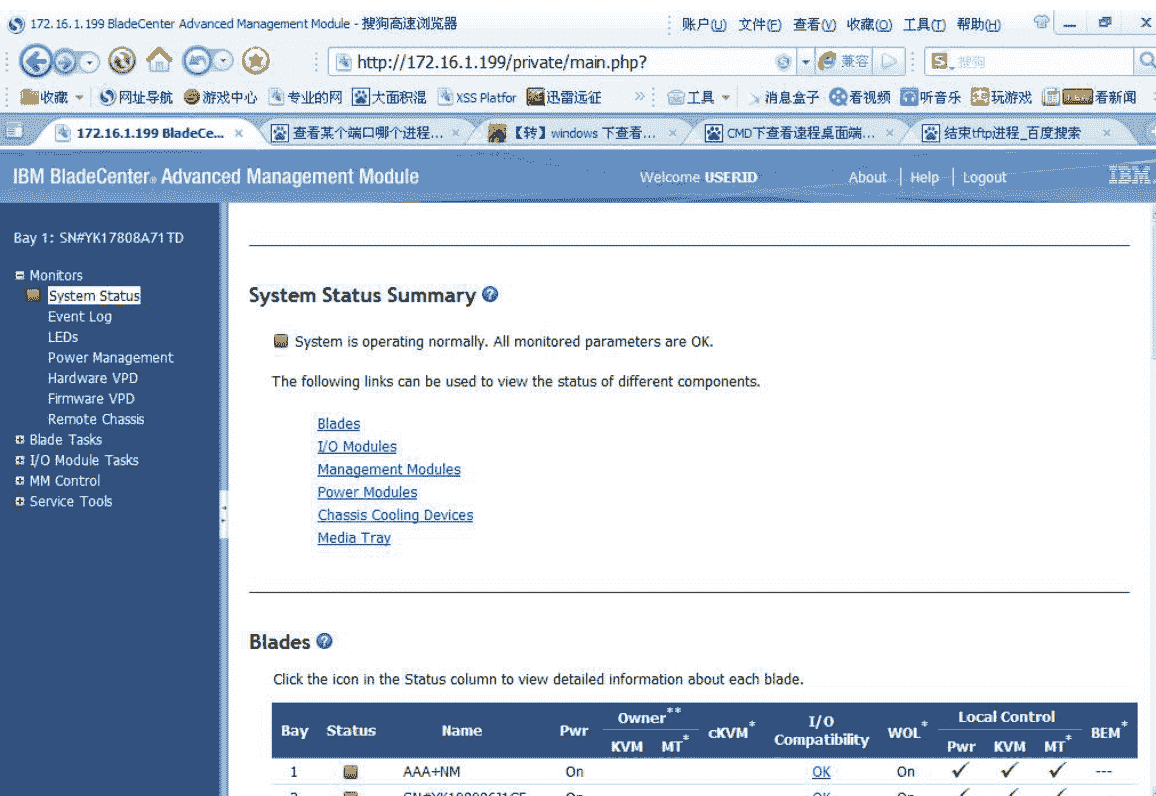 172.16.1.199 BladeCenter Advanced Management Module - 搜狗高速浏览器 账户(U) 文件(F) 查看(V) 收藏(O) 工具(T) 帮助(H)
http://172.16.1.199/private/main.php? 兼容 搜狗
收藏 网址导航 游戏中心 专业的网 大面积混 XSS Platfor 迅雷远征 » 工具 消息盒子 看视频 听音乐 玩游戏 看新闻
172.16.1.199 BladeCe... × 查看某个端口哪个进程... × 【转】windows 下查看... × CMD下查看远程桌面端... × 结束tftp进程_百度搜索 ×
IBM BladeCenter® Advanced Management Module Welcome USERID About | Help | Logout IBM.
Bay 1: SN#YK17808A71TD
Monitors
System Status
Event Log
LEDs
Power Management
Hardware VPD
Firmware VPD
Remote Chassis
Blade Tasks
I/O Module Tasks
MM Control
Service Tools
System Status Summary
System is operating normally. All monitored parameters are OK.
The following links can be used to view the status of different components.
Blades
I/O Modules
Management Modules
Power Modules
Chassis Cooling Devices
Media Tray
Blades
Click the icon in the Status column to view detailed information about each blade.
Bay Status Name Pwr Owner** cKVM* I/O Compatibility WOL* Local Control BEM*
KVM MT* Pwr KVM MT*
1 AAA+NM On OK On ✓ ✓ ✓ ---